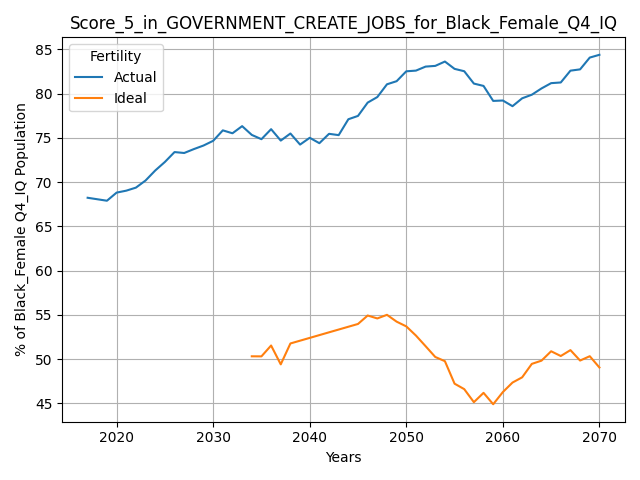 Score_5_in_GOVERNMENT_CREATE_JOBS_for_Black_Female_Q4_IQ
Fertility
Actual
Ideal
% of Black_Female Q4_IQ Population
85
80
75
70
65
60
55
50
45
2020
2030
2040
2050
2060
2070
Years